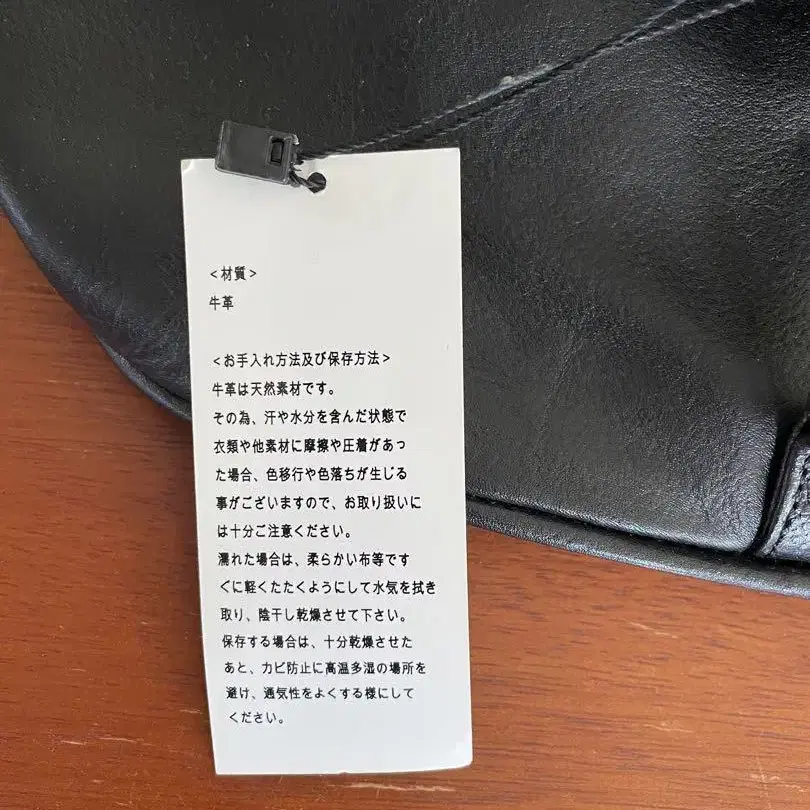 ＜材質＞
牛革
＜お手入れ方法及び保存方法＞
牛革は天然素材です。
その為、汗や水分を含んだ状態で
衣類や他素材に摩擦や圧着があっ
た場合、色移行や色落ちが生じる
事がございますので、お取り扱いに
は十分ご注意ください。
濡れた場合は、柔らかい布等です
ぐに軽くたたくようにして水気を拭き
取り、陰干し乾燥させて下さい。
保存する場合は、十分乾燥させた
あと、カビ防止に高温多湿の場所を
避け、通気性をよくする様にして
ください。